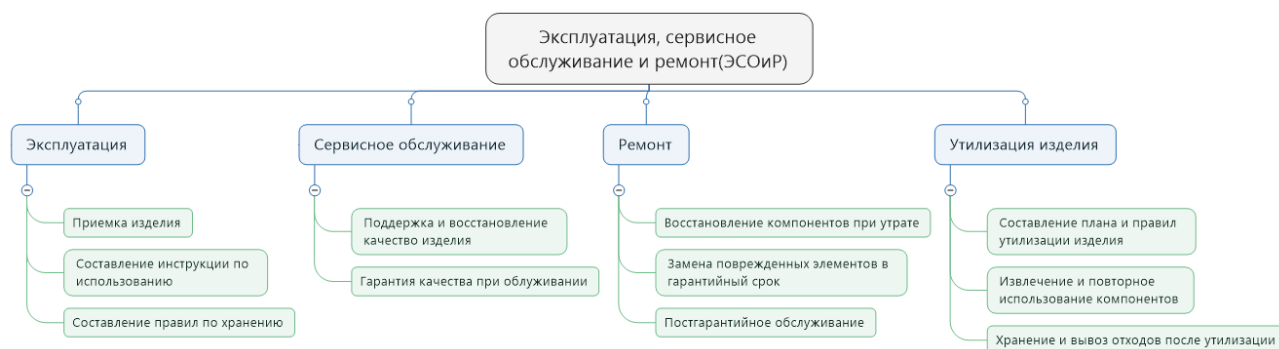 Эксплуатация, сервисное
обслуживание и ремонт(ЭСОиР)
Эксплуатация
Приемка изделия
Составление инструкции по
использованию
Составление правил по хранению
Сервисное обслуживание
Поддержка и восстановление
качество изделия
Гарантия качества при облуживании
Ремонт
Восстановление компонентов при утрате
Замена поврежденных элементов в
гарантийный срок
Постгарантийное обслуживание
Утилизация изделия
Составление плана и правил
утилизации изделия
Извлечение и повторное
использование компонентов
Хранение и вывоз отходов после утилизации